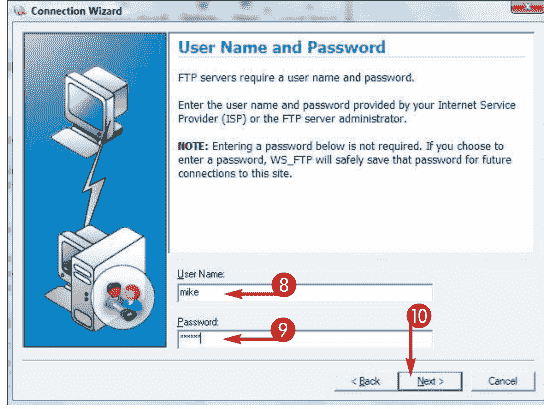 Connection Wizard
User Name and Password
FTP servers require a user name and password.
Enter the user name and password provided by your Internet Service
Provider (ISP) or the FTP server administrator.
NOTE: Entering a password below is not required. If you choose to
enter a password, WS_FTP will safely save that password for future
connections to this site.
User Name:
mike 8
Password:
****** 9
10
< Back Next > Cancel